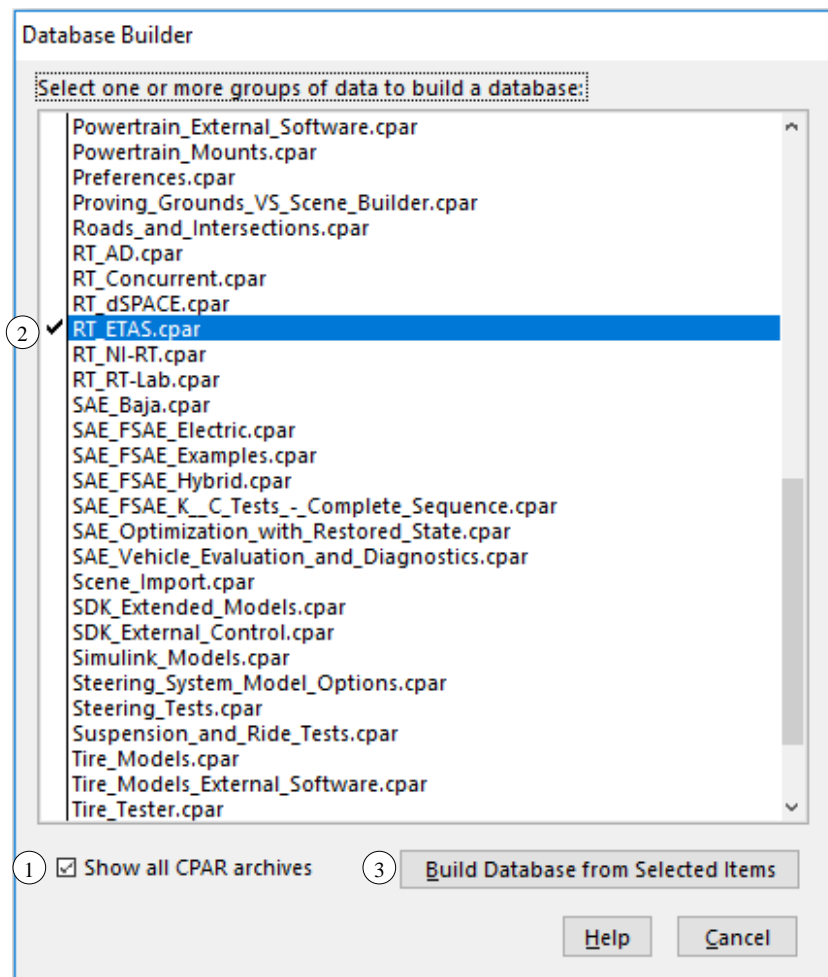 Database Builder
Select one or more groups of data to build a database:
Powertrain_External_Software.cpar
Powertrain_Mounts.cpar
Preferences.cpar
Proving_Grounds_VS_Scene_Builder.cpar
Roads_and_Intersections.cpar
RT_AD.cpar
RT_Concurrent.cpar
RT_dSPACE.cpar
2 RT_ETAS.cpar
RT_NI-RT.cpar
RT_RT-Lab.cpar
SAE_Baja.cpar
SAE_FSAE_Electric.cpar
SAE_FSAE_Examples.cpar
SAE_FSAE_Hybrid.cpar
SAE_FSAE_K__C_Tests_-_Complete_Sequence.cpar
SAE_Optimization_with_Restored_State.cpar
SAE_Vehicle_Evaluation_and_Diagnostics.cpar
Scene_Import.cpar
SDK_Extended_Models.cpar
SDK_External_Control.cpar
Simulink_Models.cpar
Steering_System_Model_Options.cpar
Steering_Tests.cpar
Suspension_and_Ride_Tests.cpar
Tire_Models.cpar
Tire_Models_External_Software.cpar
Tire_Tester.cpar
1 Show all CPAR archives 3 Build Database from Selected Items
Help Cancel